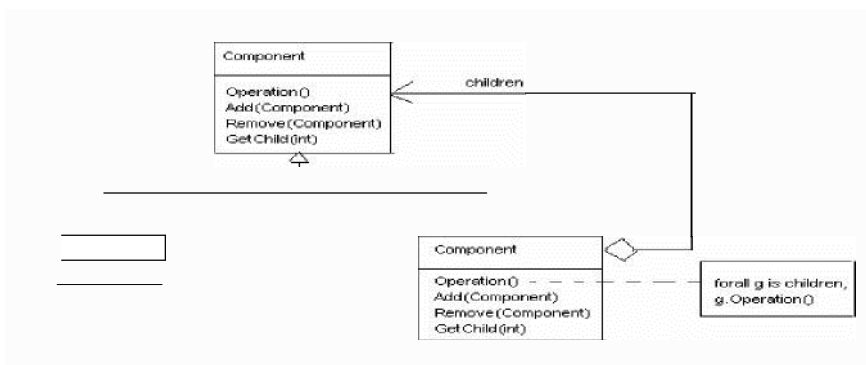 Component
Operation()
Add(Component)
Remove(Component)
GetChild(int)
children
Component
Operation()
Add(Component)
Remove(Component)
GetChild(int)
forall g is children,
g.Operation()